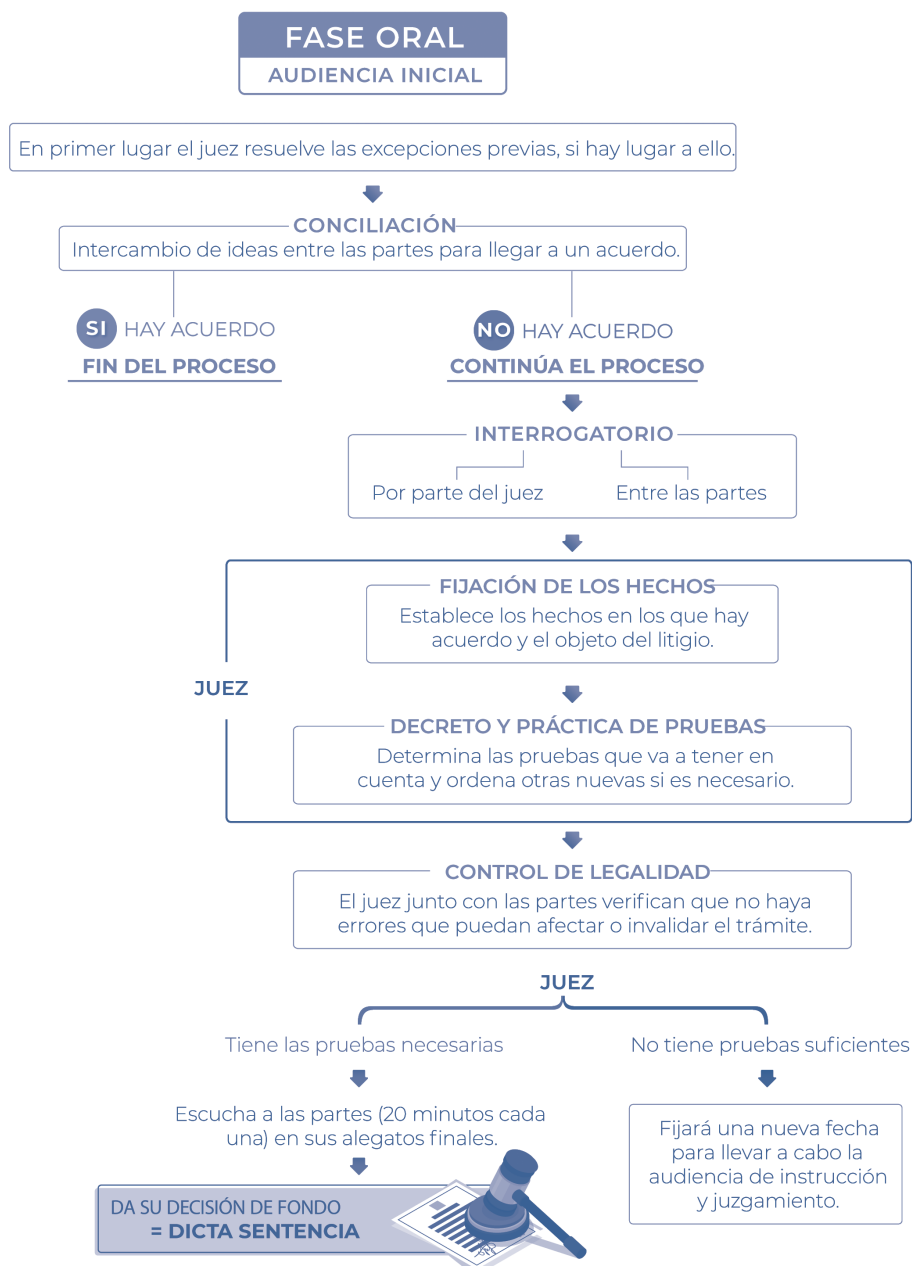 FASE ORAL
AUDIENCIA INICIAL
En primer lugar el juez resuelve las excepciones previas, si hay lugar a ello.
CONCILIACIÓN
Intercambio de ideas entre las partes para llegar a un acuerdo.
SI HAY ACUERDO
FIN DEL PROCESO
NO HAY ACUERDO
CONTINÚA EL PROCESO
INTERROGATORIO
Por parte del juez
Entre las partes
JUEZ
FIJACIÓN DE LOS HECHOS
Establece los hechos en los que hay
acuerdo y el objeto del litigio.
DECRETO Y PRÁCTICA DE PRUEBAS
Determina las pruebas que va a tener en
cuenta y ordena otras nuevas si es necesario.
CONTROL DE LEGALIDAD
El juez junto con las partes verifican que no haya
errores que puedan afectar o invalidar el trámite.
JUEZ
Tiene las pruebas necesarias
Escucha a las partes (20 minutos cada
una) en sus alegatos finales.
DA SU DECISIÓN DE FONDO
= DICTA SENTENCIA
No tiene pruebas suficientes
Fijará una nueva fecha
para llevar a cabo la
audiencia de instrucción
y juzgamiento.